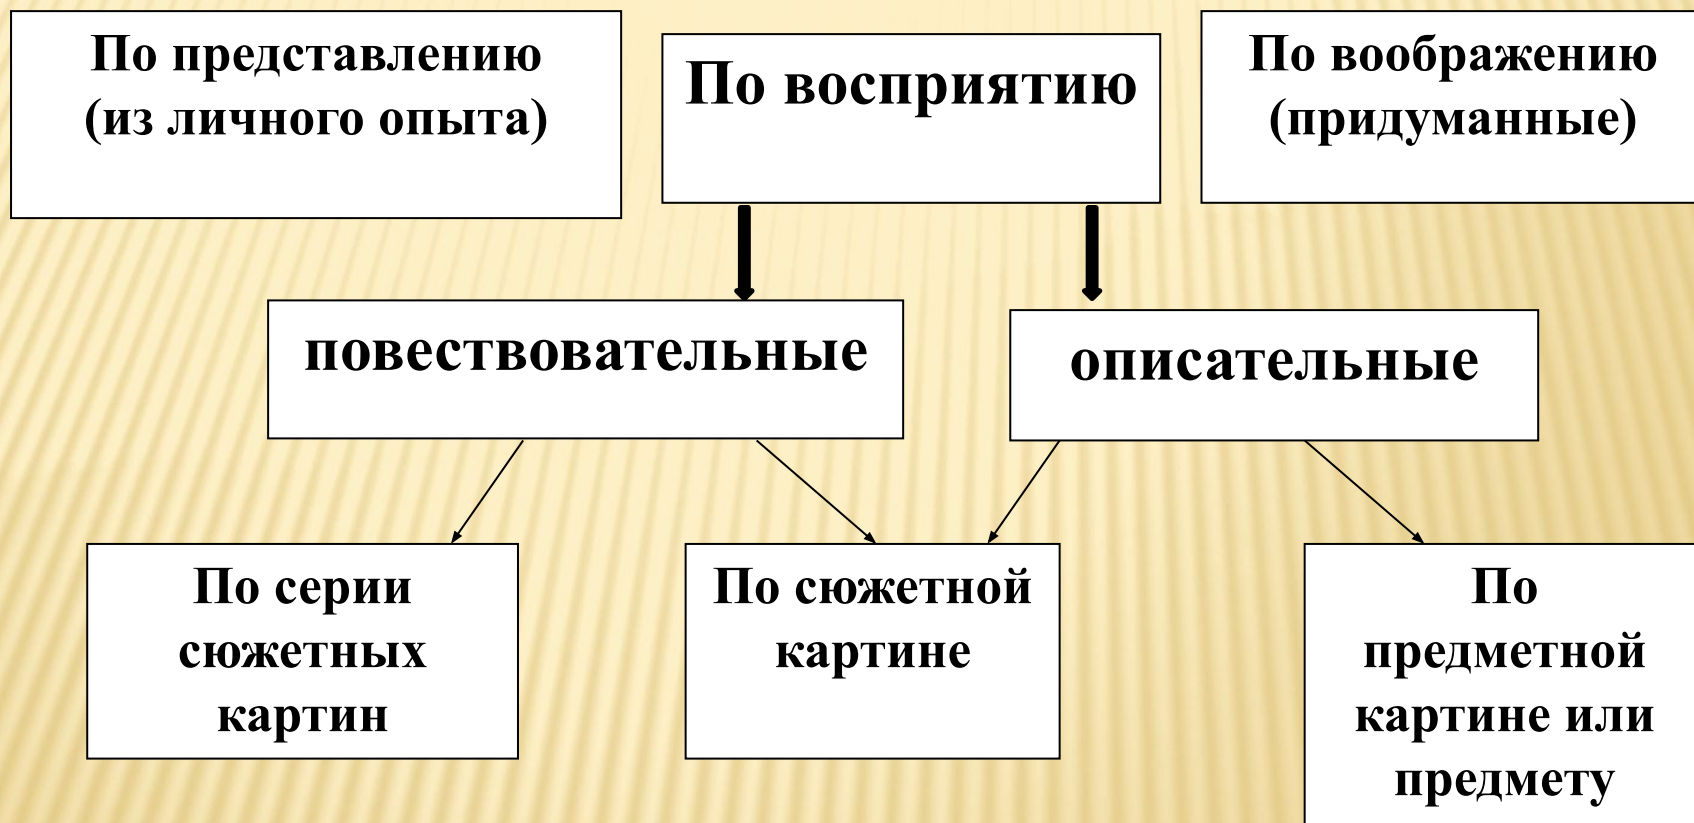 По представлению
(из личного опыта)
По восприятию
По воображению
(придуманные)
повествовательные
описательные
По серии
сюжетных
картин
По сюжетной
картине
По
предметной
картине или
предмету